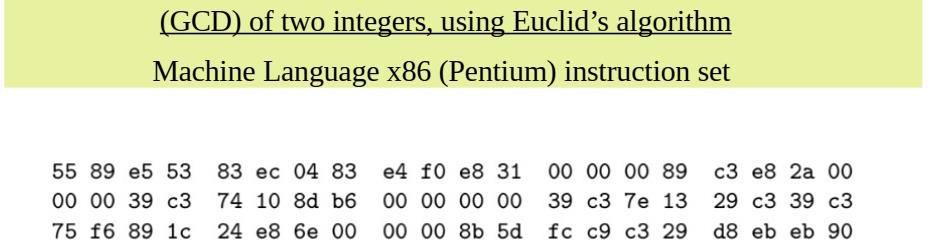 (GCD) of two integers, using Euclid’s algorithm
Machine Language x86 (Pentium) instruction set
55 89 e5 53 83 ec 04 83 e4 f0 e8 31 00 00 00 89 c3 e8 2a 00
00 00 39 c3 74 10 8d b6 00 00 00 00 39 c3 7e 13 29 c3 39 c3
75 f6 89 1c 24 e8 6e 00 00 00 8b 5d fc c9 c3 29 d8 eb eb 90